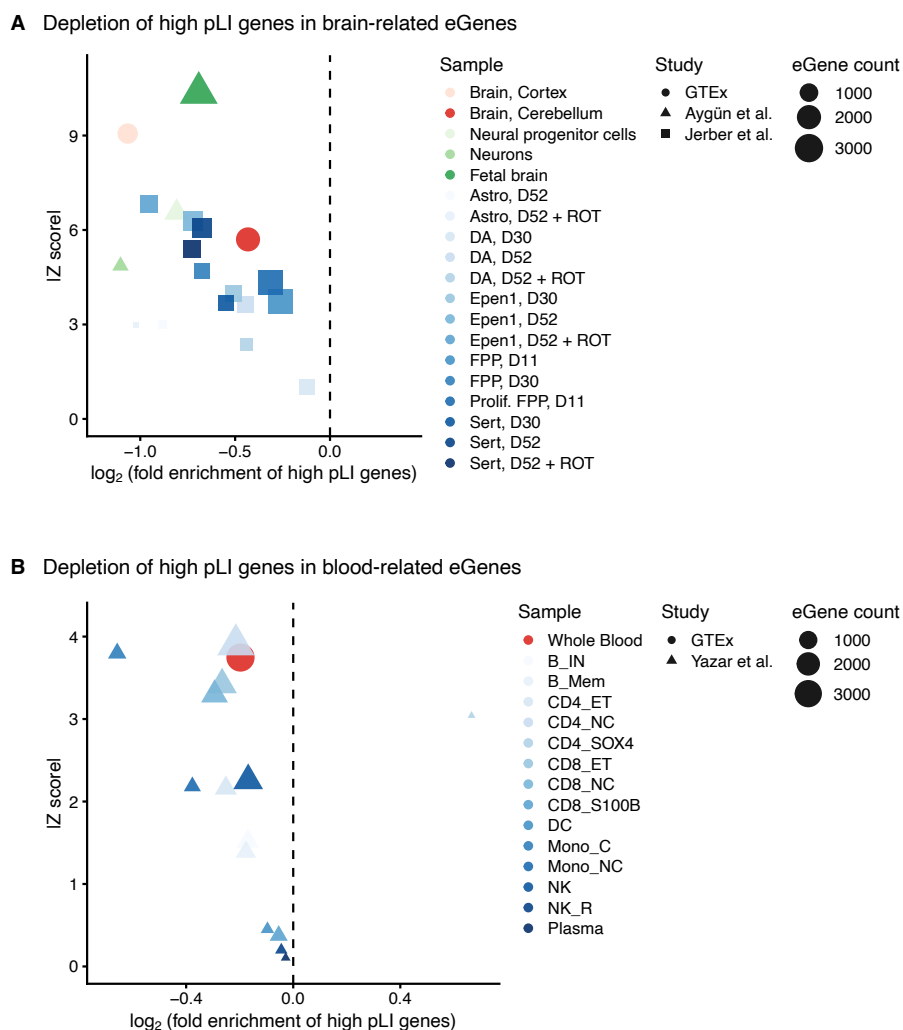 A Depletion of high pLI genes in brain-related eGenes
IZ scoreI
9
6
3
0
−1.0 −0.5 0.0
log2 (fold enrichment of high pLI genes)
Sample
Brain, Cortex
Brain, Cerebellum
Neural progenitor cells
Neurons
Fetal brain
Astro, D52
Astro, D52 + ROT
DA, D30
DA, D52
DA, D52 + ROT
Epen1, D30
Epen1, D52
Epen1, D52 + ROT
FPP, D11
FPP, D30
Prolif. FPP, D11
Sert, D30
Sert, D52
Sert, D52 + ROT
Study
GTEx
Aygün et al.
Jerber et al.
eGene count
1000
2000
3000
B Depletion of high pLI genes in blood-related eGenes
IZ scoreI
4
3
2
1
0
−0.4 0.0 0.4
log2 (fold enrichment of high pLI genes)
Sample
Whole Blood
B_IN
B_Mem
CD4_ET
CD4_NC
CD4_SOX4
CD8_ET
CD8_NC
CD8_S100B
DC
Mono_C
Mono_NC
NK
NK_R
Plasma
Study
GTEx
Yazar et al.
eGene count
1000
2000
3000